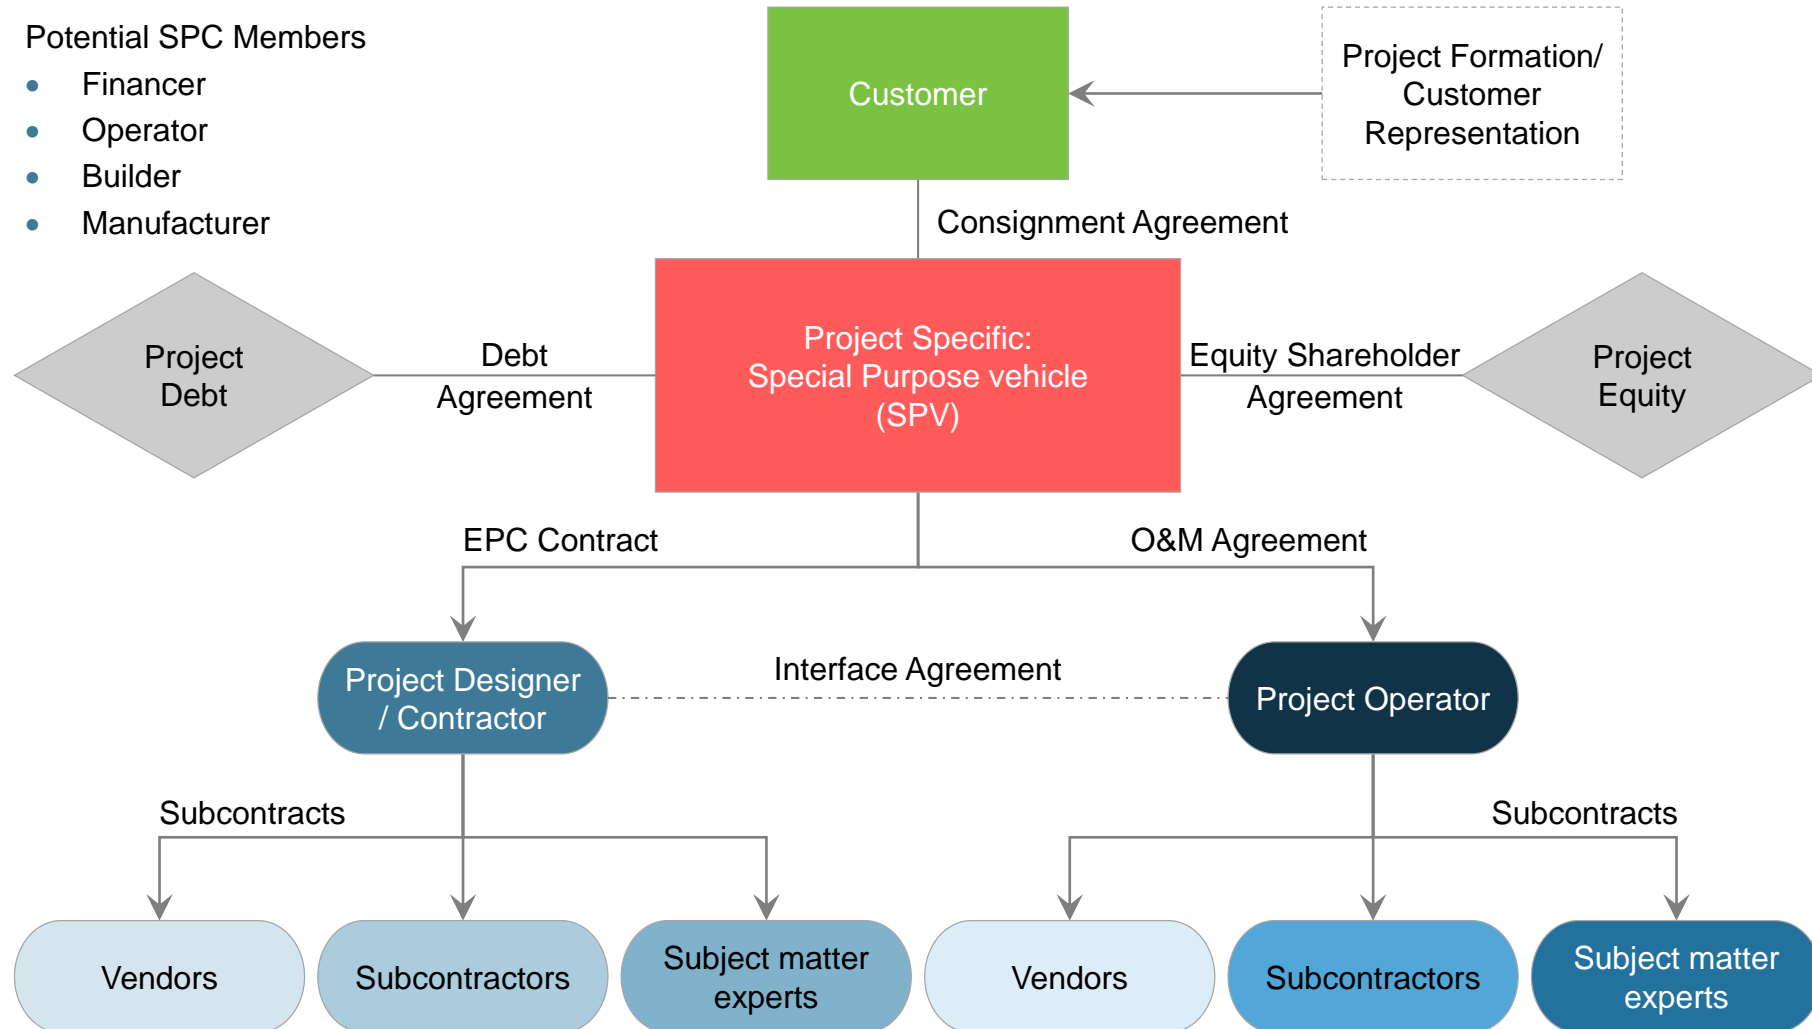 Potential SPC Members
• Financer
• Operator
• Builder
• Manufacturer
Customer
Project Formation/
Customer
Representation
Consignment Agreement
Project
Debt
Debt
Agreement
Project Specific:
Special Purpose vehicle
(SPV)
Equity Shareholder
Agreement
Project
Equity
EPC Contract
O&M Agreement
Project Designer
/ Contractor
Interface Agreement
Project Operator
Subcontracts
Subcontracts
Vendors
Subcontractors
Subject matter
experts
Vendors
Subcontractors
Subject matter
experts